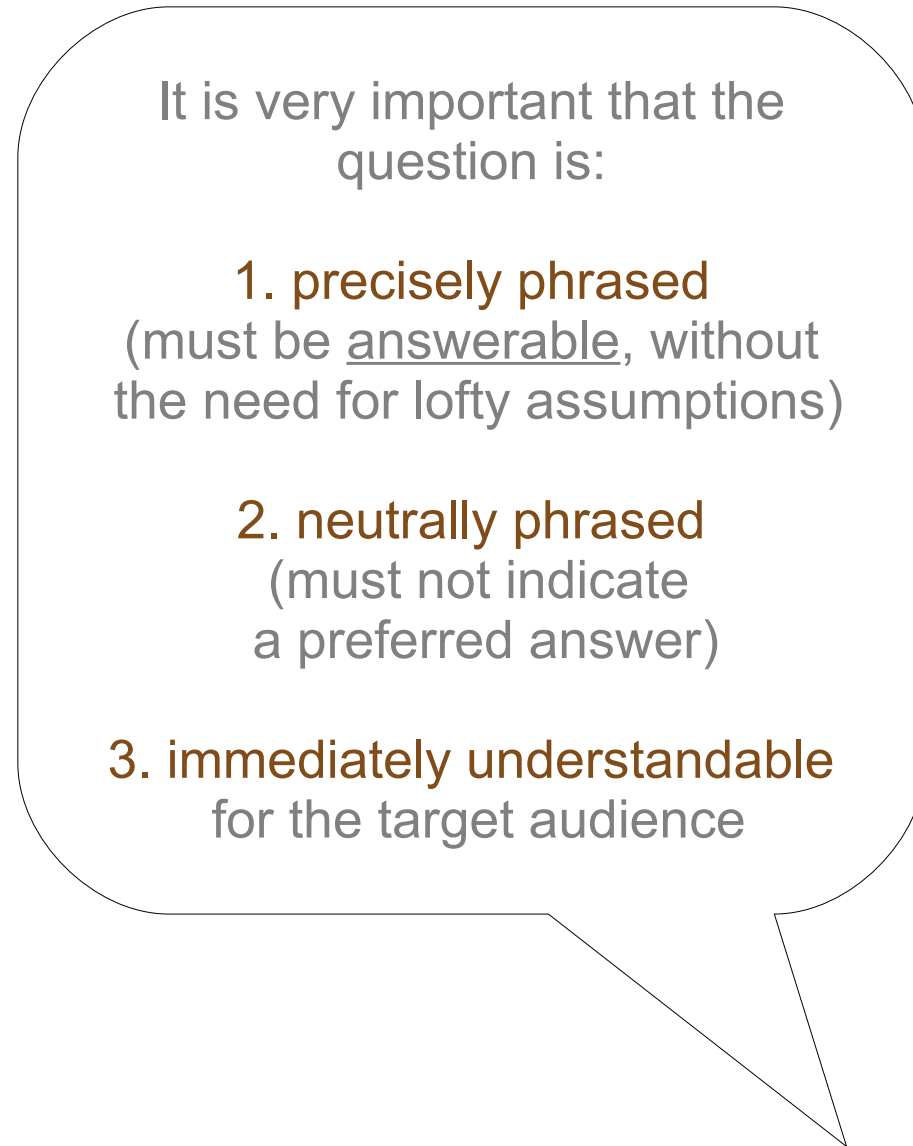 It is very important that the
question is:
1. precisely phrased
(must be answerable, without
the need for lofty assumptions)
2. neutrally phrased
(must not indicate
a preferred answer)
3. immediately understandable
for the target audience